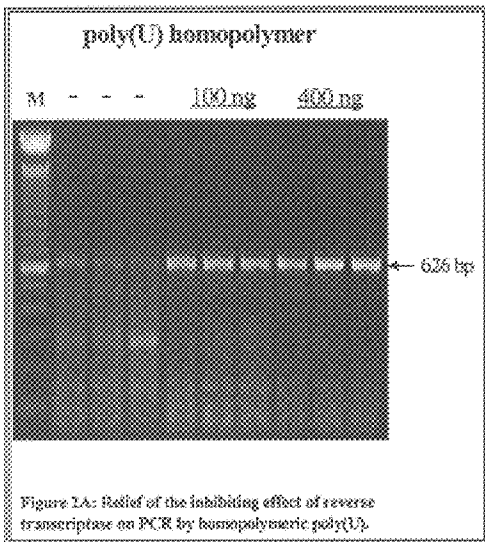 poly(U) homopolymer
M - - - 100 ng 400 ng
626 bp
Figure 2A: Relief of the inhibiting effect of reverse
transcriptase on PCR by homopolymeric poly(U).